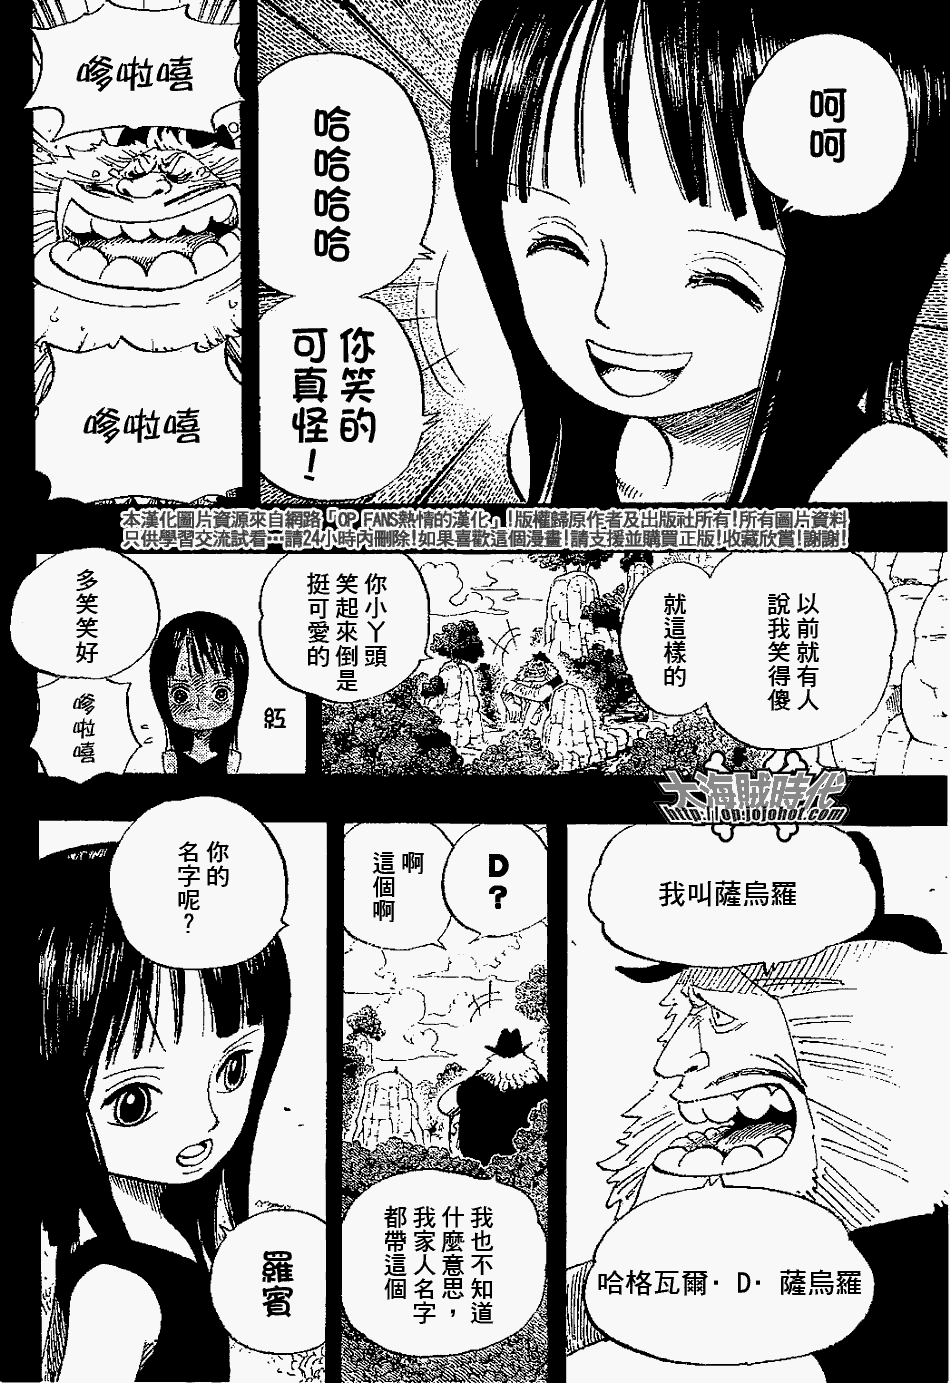 呵
呵
哈
哈
哈
哈
你笑的
可真怪！
嗲啦嘻
嗲啦嘻
本漢化圖片資源來自網路「OP FANS熱情的漢化」!版權歸原作者及出版社所有!所有圖片資料
只供學習交流試看··請24小時內刪除!如果喜歡這個漫畫!請支援並購買正版!收藏欣賞!謝謝!
以前就有人
說我笑得傻
就這樣的
你小丫頭
笑起來倒是
挺可愛的
紅
多笑笑好
嗲啦嘻
大海賊時代
http://op.jojohot.com
我叫薩烏羅
哈格瓦爾·D·薩烏羅
D?
啊
這個啊
我也不知道
什麼意思，
我家人名字
都帶這個
你的
名字呢?
羅賓